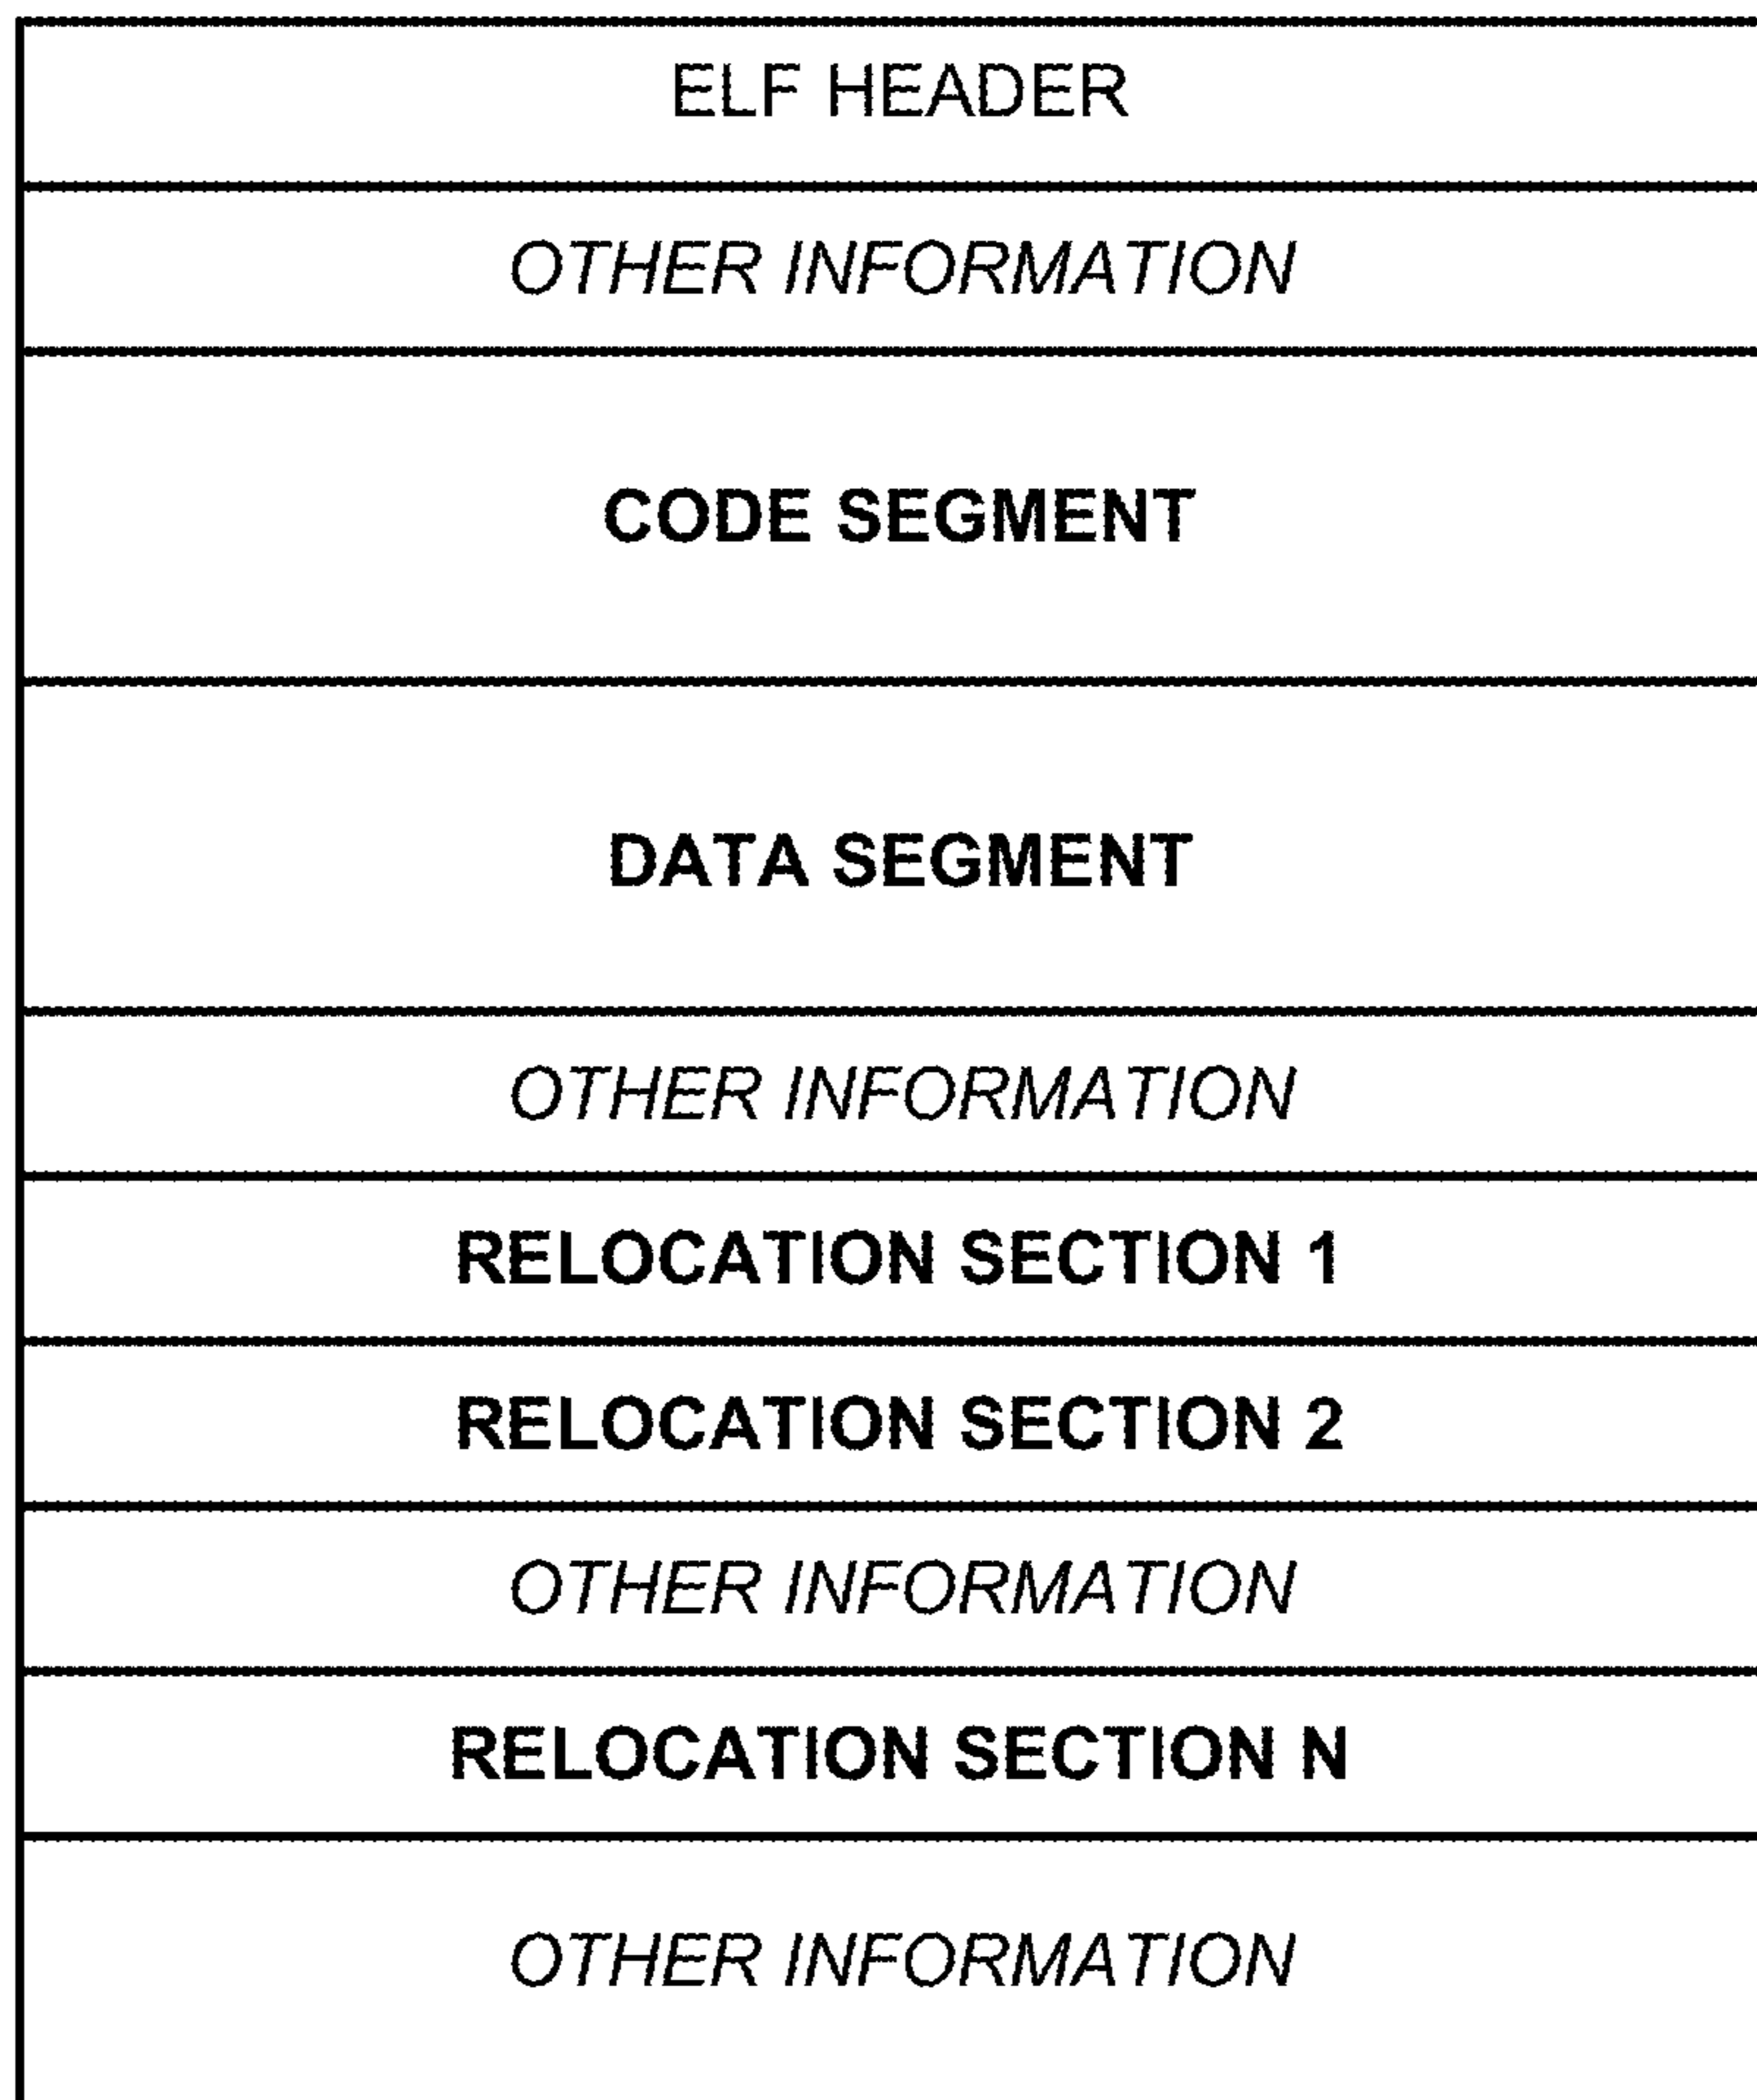 ELF HEADER
OTHER INFORMATION
CODE SEGMENT
DATA SEGMENT
OTHER INFORMATION
RELOCATION SECTION 1
RELOCATION SECTION 2
OTHER INFORMATION
RELOCATION SECTION N
OTHER INFORMATION